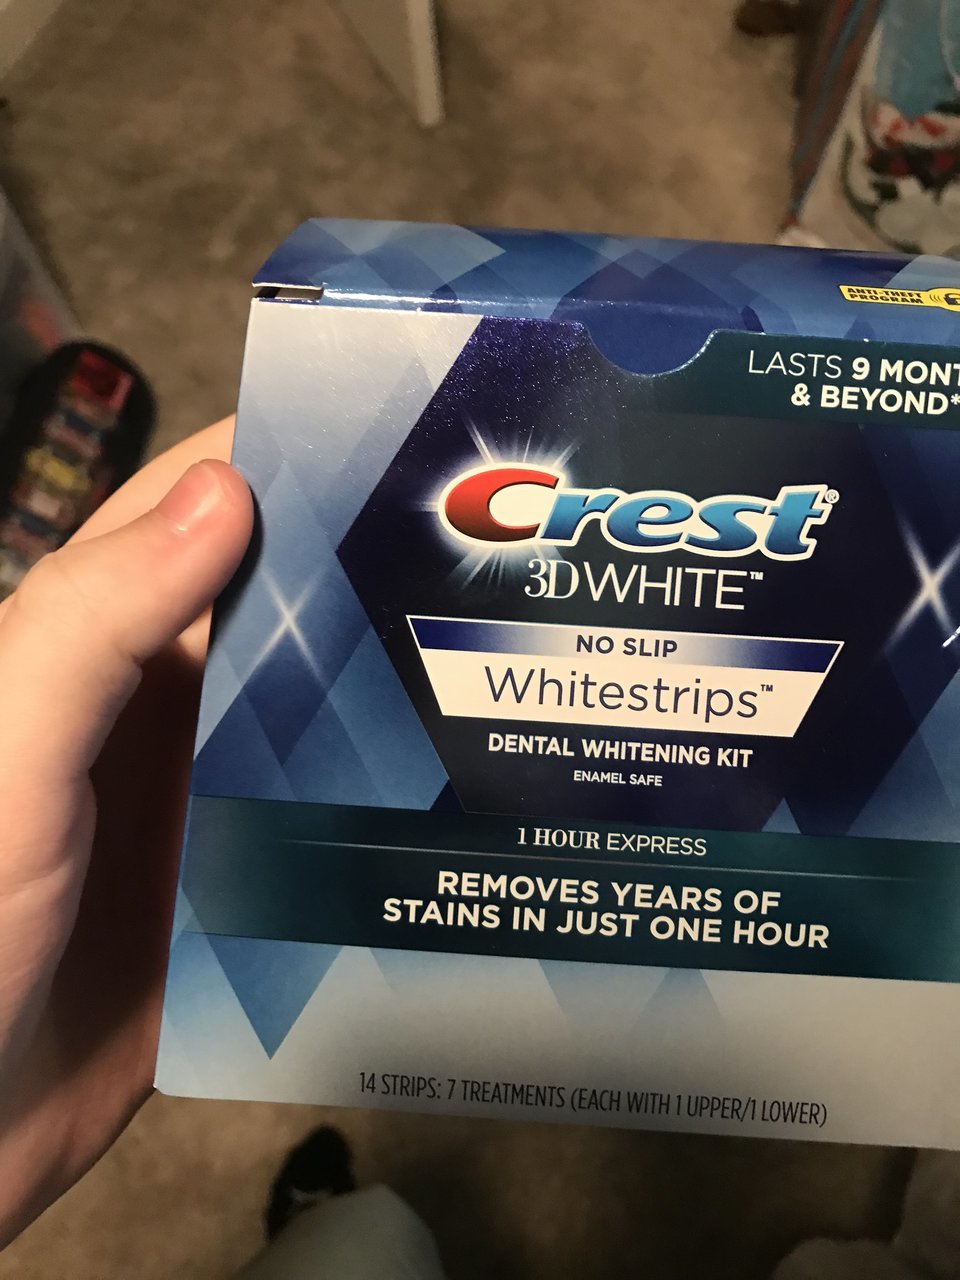 ANTI-THEFT
PROGRAM
LASTS 9 MONT
& BEYOND*
Crest®
3D WHITE™
NO SLIP
Whitestrips™
DENTAL WHITENING KIT
ENAMEL SAFE
1 HOUR EXPRESS
REMOVES YEARS OF
STAINS IN JUST ONE HOUR
14 STRIPS: 7 TREATMENTS (EACH WITH 1 UPPER/1 LOWER)